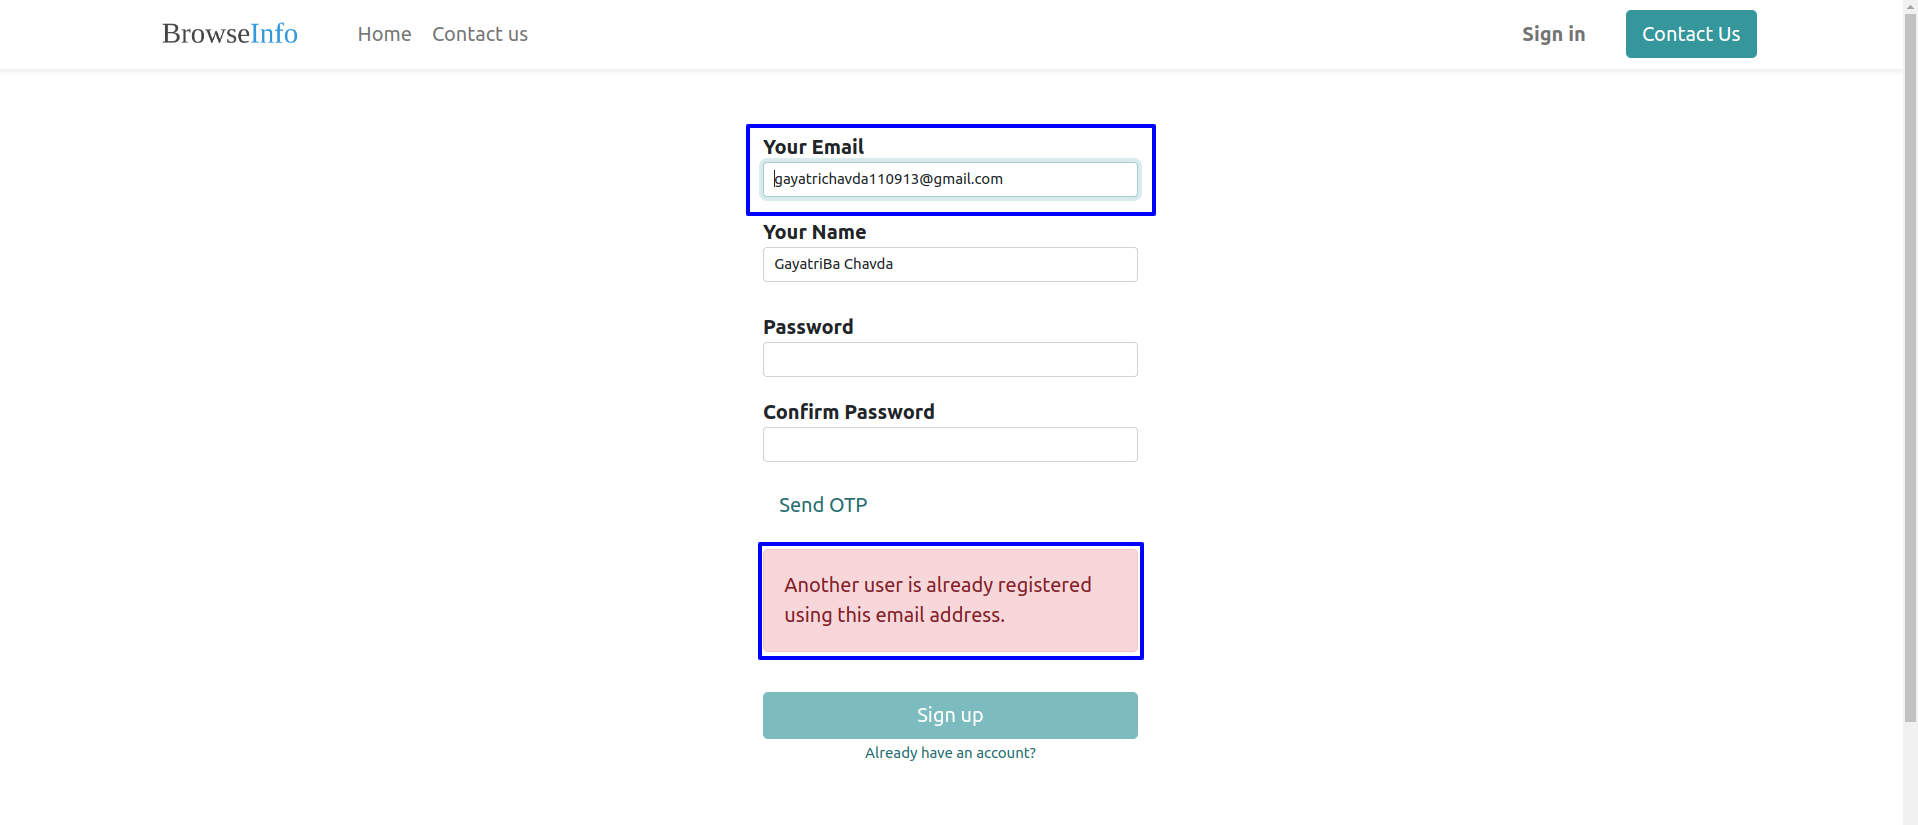 BrowseInfo Home Contact us Sign in Contact Us
Your Email
gayatrichavda110913@gmail.com
Your Name
GayatriBa Chavda
Password
Confirm Password
Send OTP
Another user is already registered
using this email address.
Sign up
Already have an account?